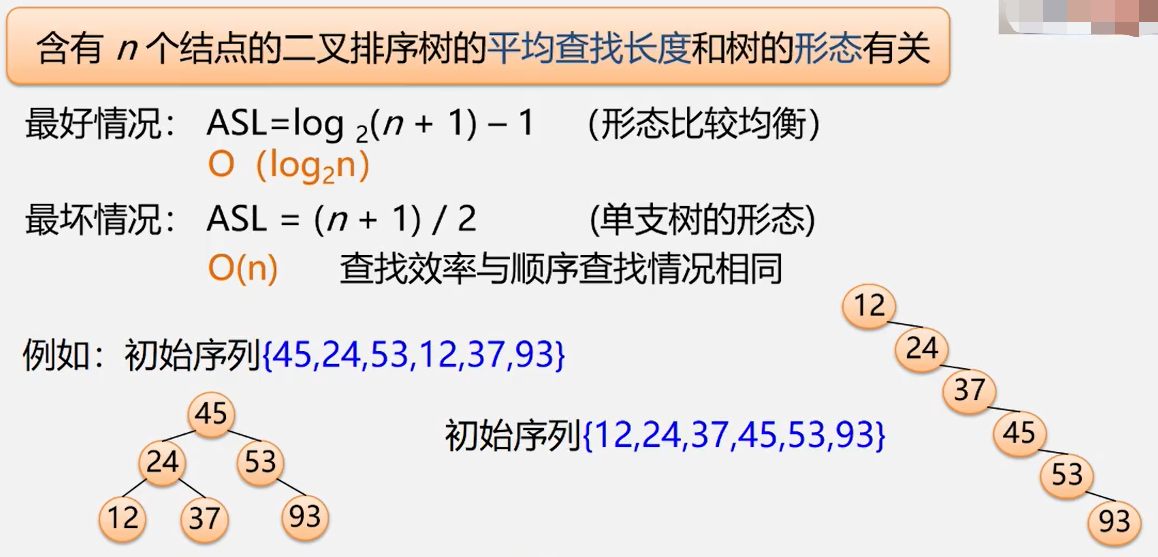 含有 n 个结点的二叉排序树的平均查找长度和树的形态有关
最好情况： ASL=log 2(n + 1) – 1 （形态比较均衡）
O（log2n）
最坏情况： ASL = (n + 1) / 2 (单支树的形态)
O(n) 查找效率与顺序查找情况相同
例如：初始序列{45,24,53,12,37,93}
45
24 53
12 37 93
初始序列{12,24,37,45,53,93}
12
24
37
45
53
93